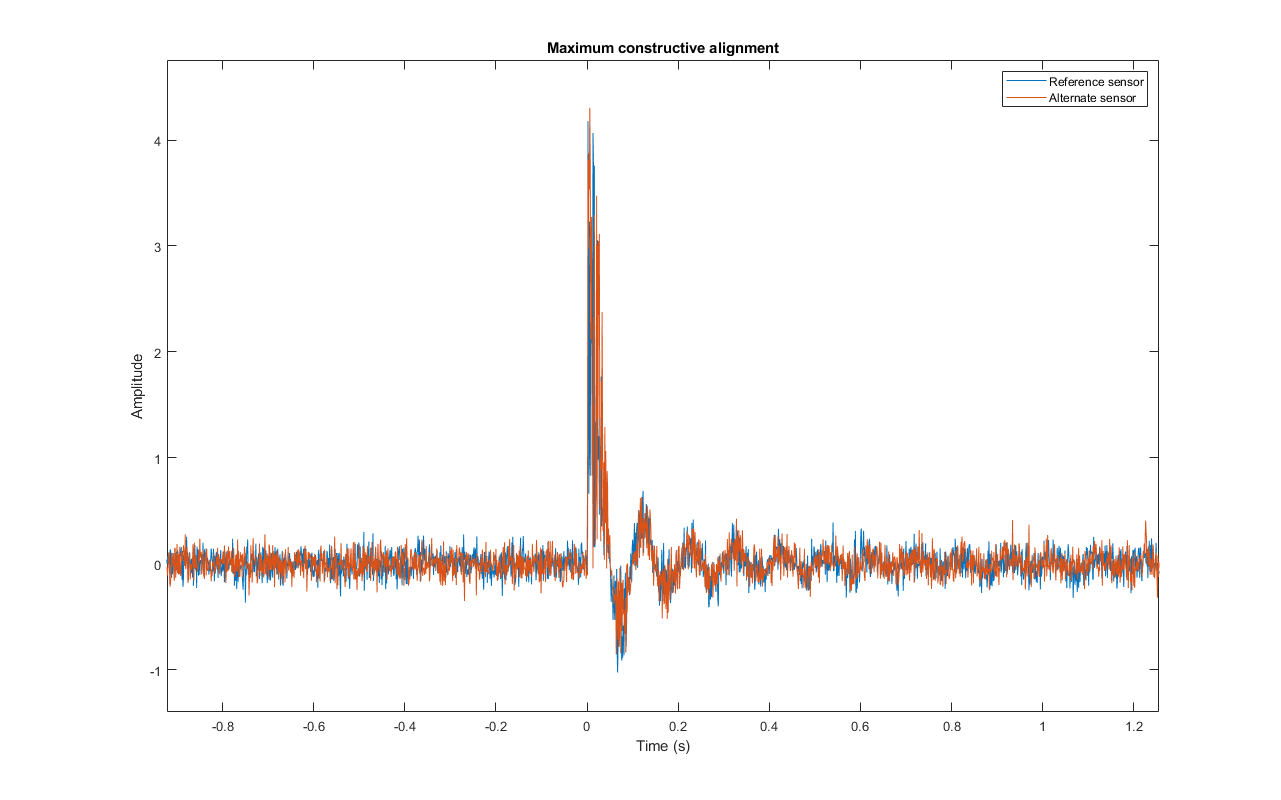 Maximum constructive alignment
Reference sensor
Alternate sensor
4
3
2
1
0
-1
Amplitude
-0.8 -0.6 -0.4 -0.2 0 0.2 0.4 0.6 0.8 1 1.2
Time (s)